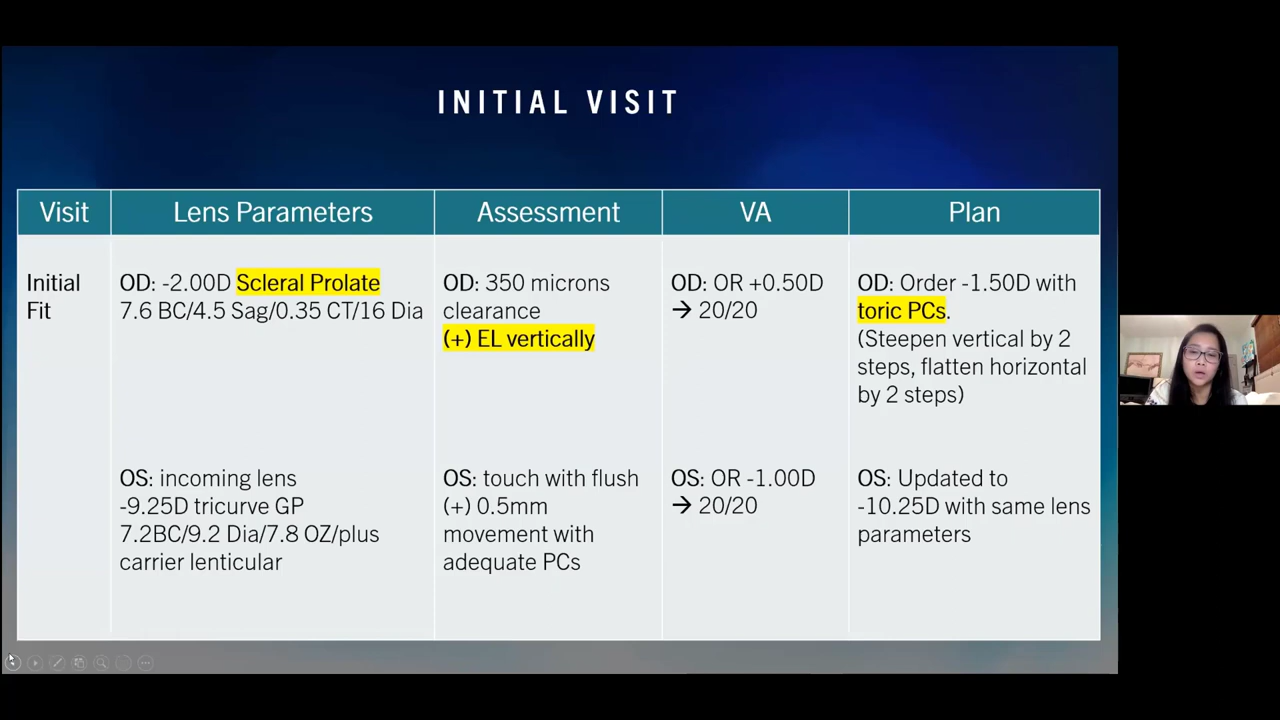 INITIAL VISIT
Visit
Lens Parameters
Assessment
VA
Plan
Initial
Fit
OD: -2.00D Scleral Prolate
7.6 BC/4.5 Sag/0.35 CT/16 Dia
OD: 350 microns
clearance
(+) EL vertically
OD: OR +0.50D
→ 20/20
OD: Order -1.50D with
toric PCs.
(Steepen vertical by 2
steps, flatten horizontal
by 2 steps)
OS: incoming lens
-9.25D tricurve GP
7.2BC/9.2 Dia/7.8 OZ/plus
carrier lenticular
OS: touch with flush
(+) 0.5mm
movement with
adequate PCs
OS: OR -1.00D
→ 20/20
OS: Updated to
-10.25D with same lens
parameters